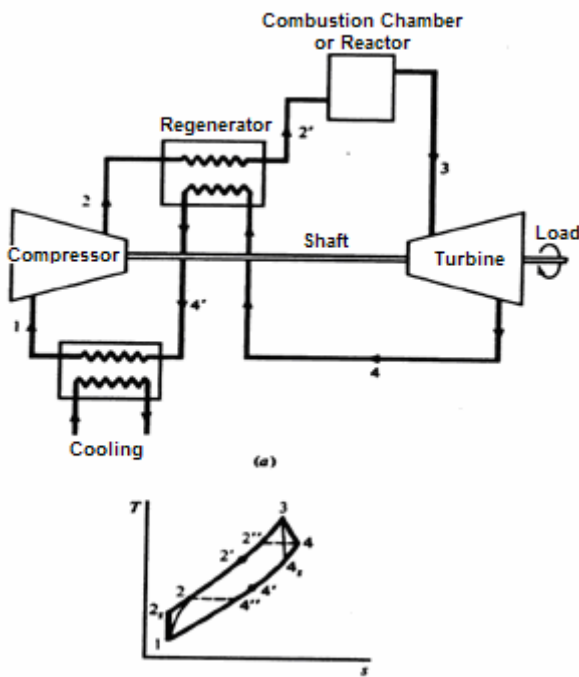 Combustion Chamber
or Reactor
Regenerator
2'
3
2
Shaft
Load
Compressor
Turbine
1
4'
4
Cooling
(a)
T
3
2''
4
2'
4s
2
4'
2s
4''
1
s